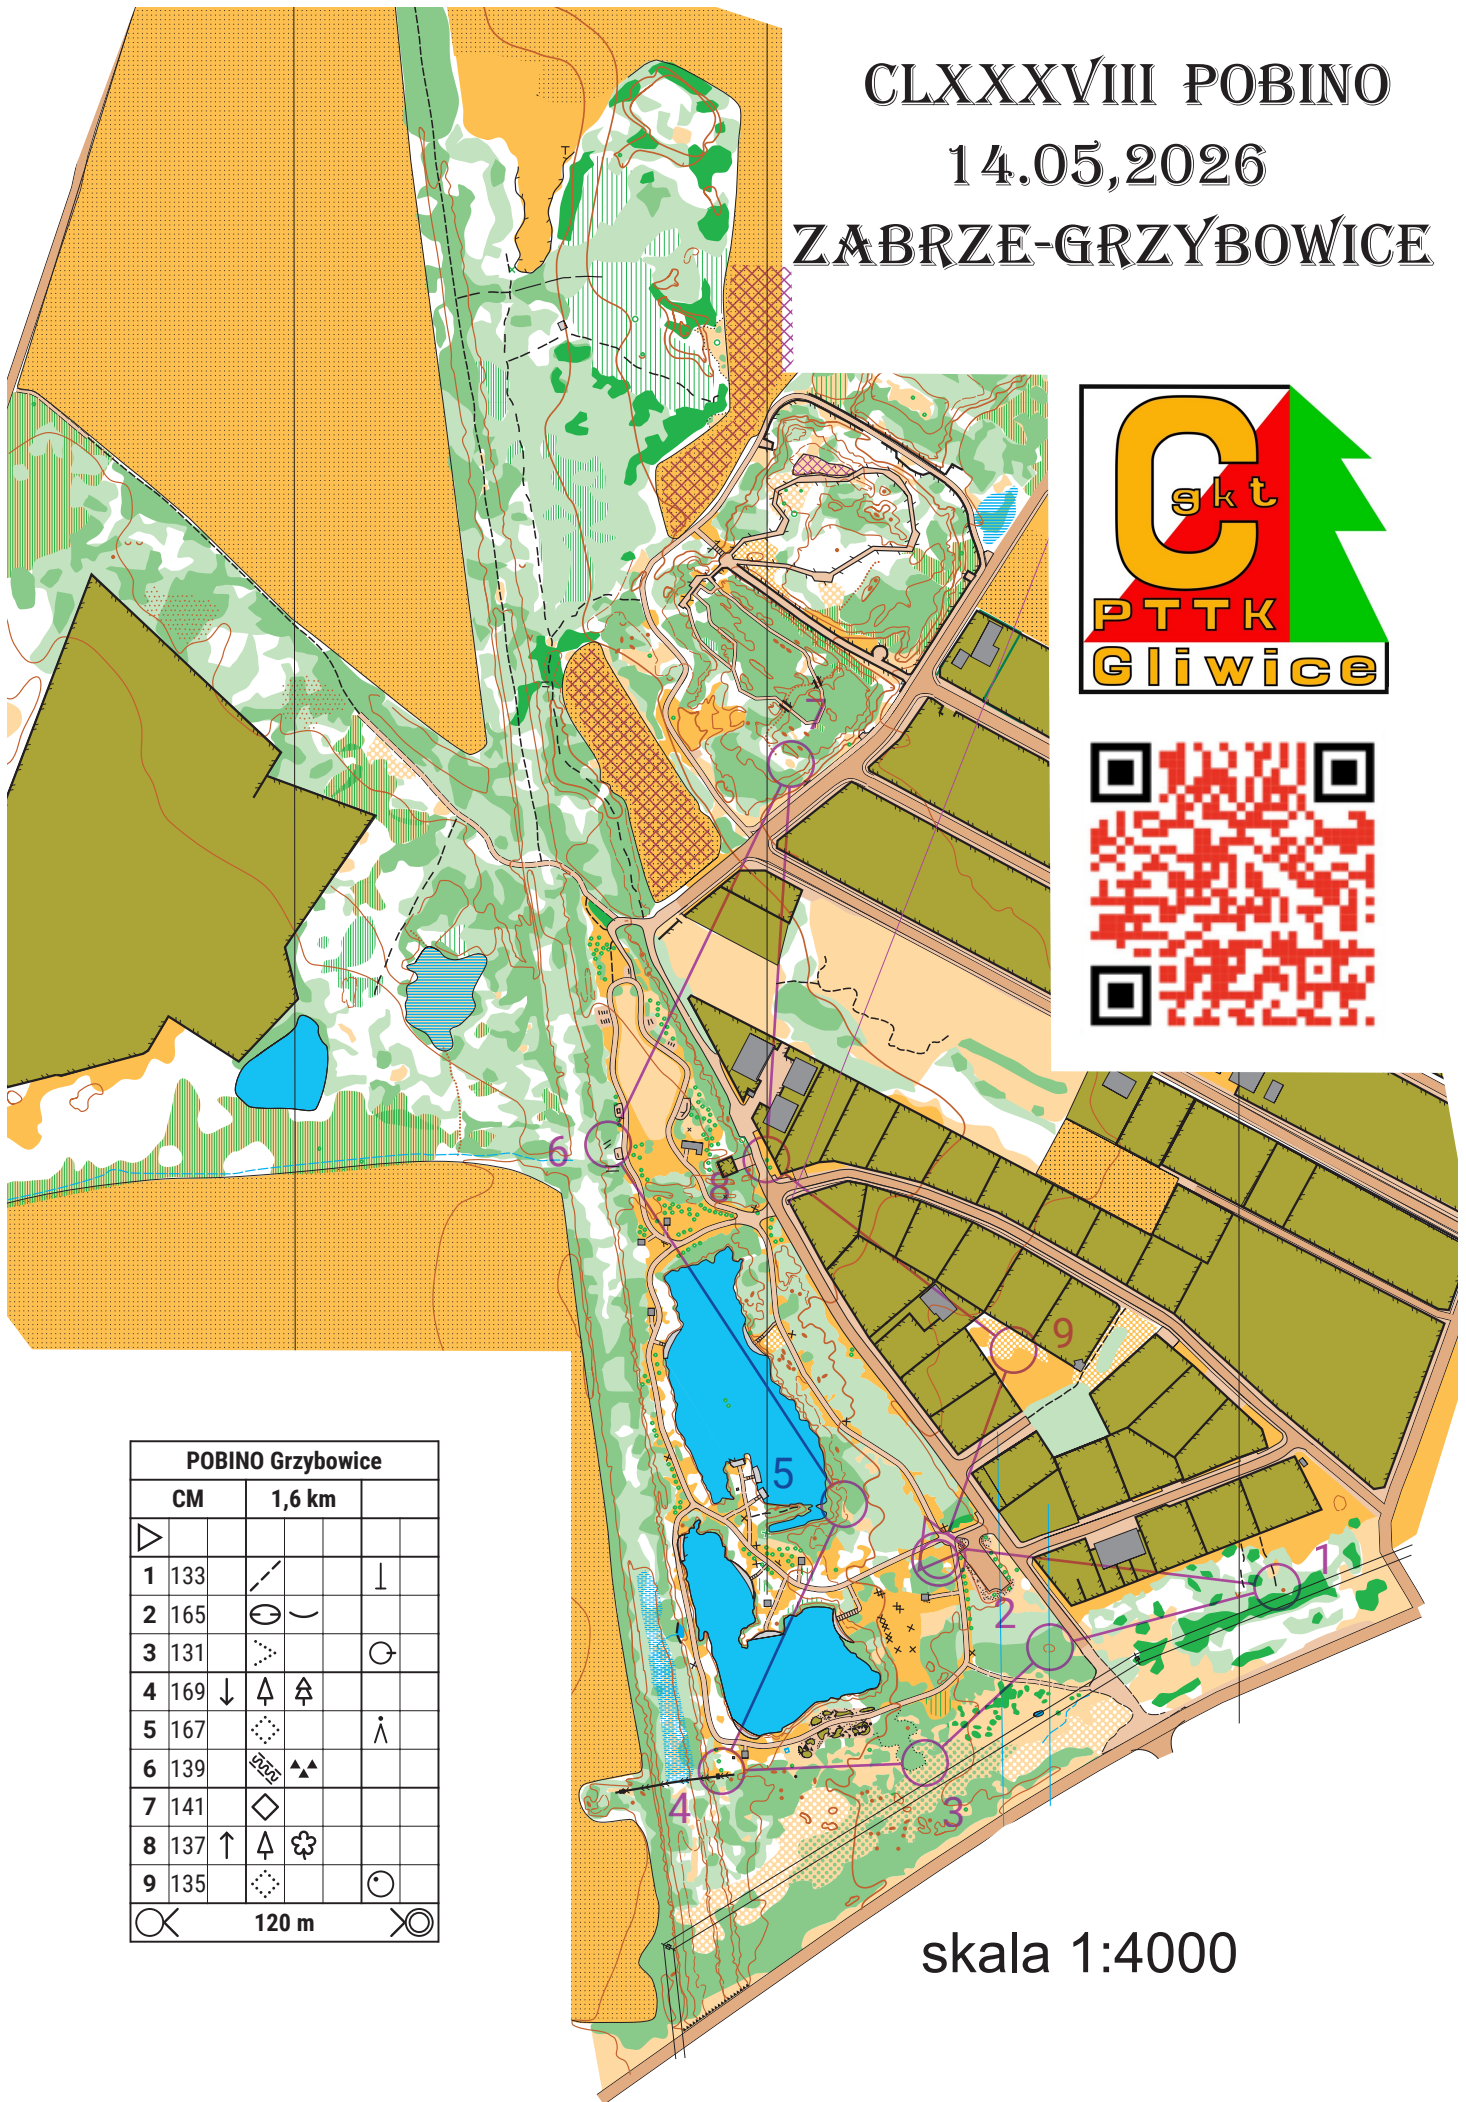 CLXXXVIII POBINO
14.05,2026
ZABRZE-GRZYBOWICE
C
gkt
PTTK
Gliwice
7
6
8
9
5
1
2
4
3
POBINO Grzybowice
CM 1,6 km
1 133
2 165
3 131
4 169
5 167
6 139
7 141
8 137
9 135
120 m
skala 1:4000